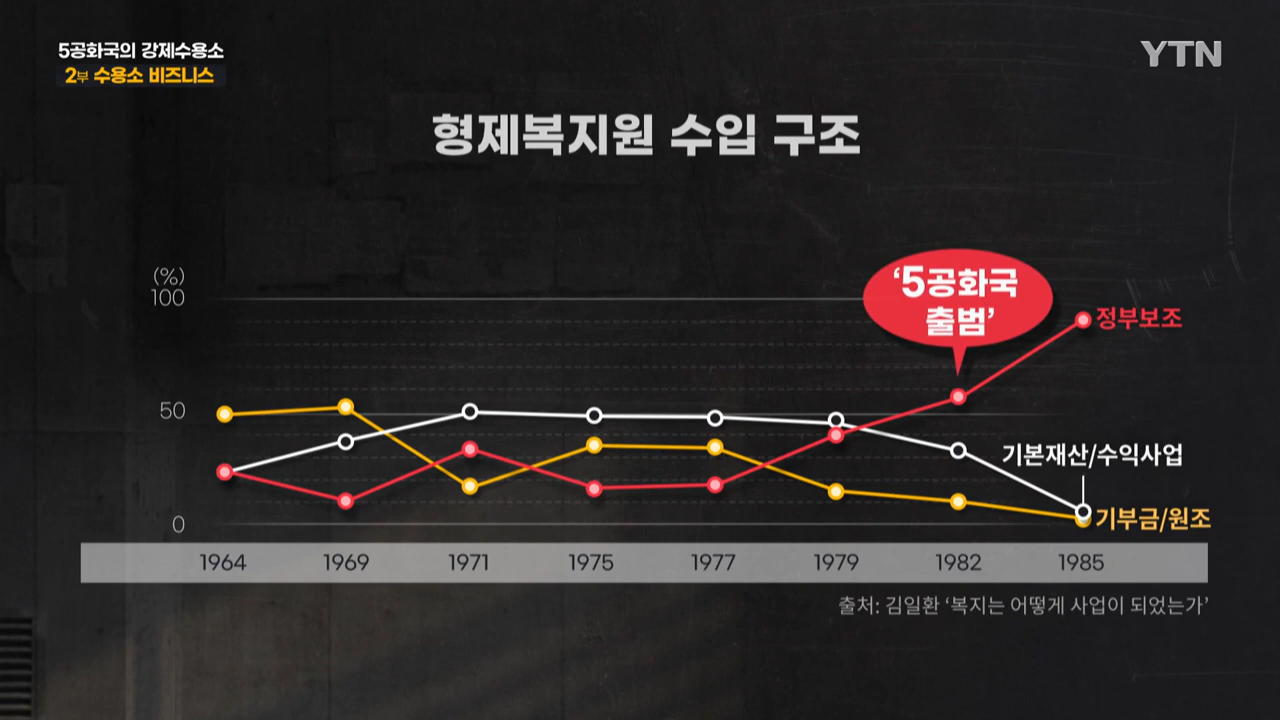 5공화국의 강제수용소
2부 수용소 비즈니스
YTN
형제복지원 수입 구조
(%)
100
50
0
‘5공화국
출범’
정부보조
기본재산/수익사업
기부금/원조
1964 1969 1971 1975 1977 1979 1982 1985
출처: 김일환 ‘복지는 어떻게 사업이 되었는가’